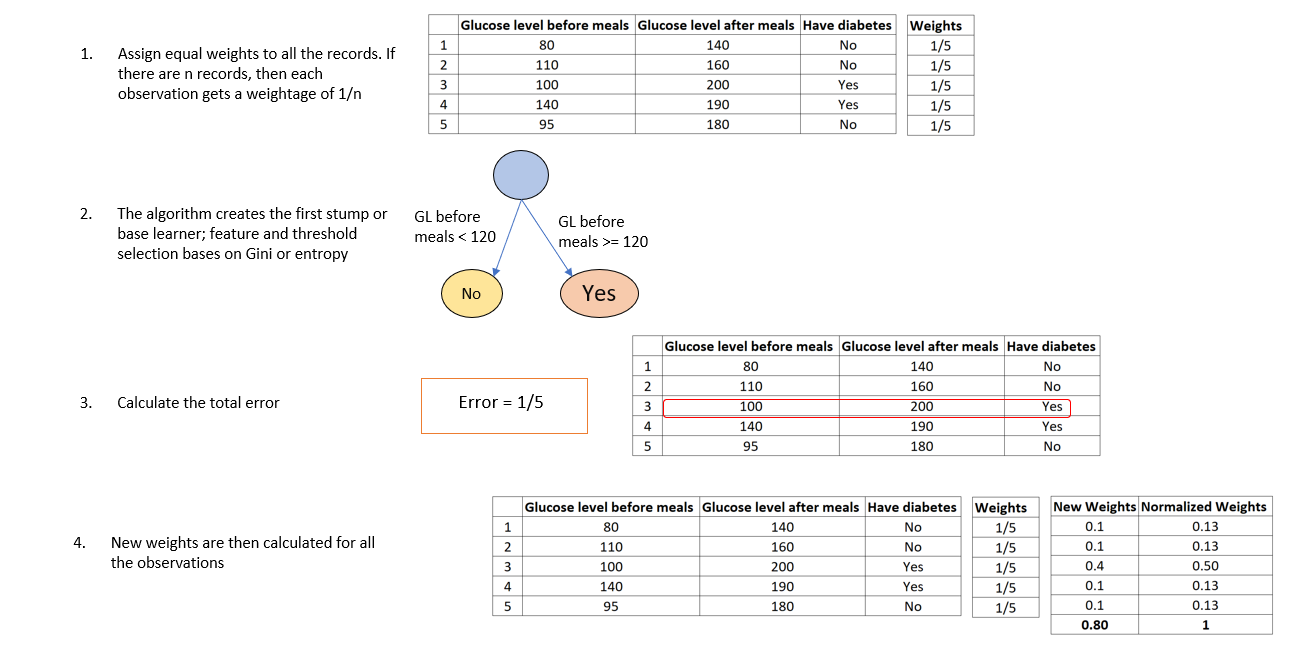 Glucose level before meals Glucose level after meals Have diabetes Weights
1 80 140 No 1/5
2 110 160 No 1/5
3 100 200 Yes 1/5
4 140 190 Yes 1/5
5 95 180 No 1/5
1. Assign equal weights to all the records. If
there are n records, then each
observation gets a weightage of 1/n
2. The algorithm creates the first stump or
base learner; feature and threshold
selection bases on Gini or entropy
GL before
meals < 120
GL before
meals >= 120
No
Yes
3. Calculate the total error
Error = 1/5
Glucose level before meals Glucose level after meals Have diabetes
1 80 140 No
2 110 160 No
3 100 200 Yes
4 140 190 Yes
5 95 180 No
4. New weights are then calculated for all
the observations
Glucose level before meals Glucose level after meals Have diabetes Weights New Weights Normalized Weights
1 80 140 No 1/5 0.1 0.13
2 110 160 No 1/5 0.1 0.13
3 100 200 Yes 1/5 0.4 0.50
4 140 190 Yes 1/5 0.1 0.13
5 95 180 No 1/5 0.1 0.13
0.80 1